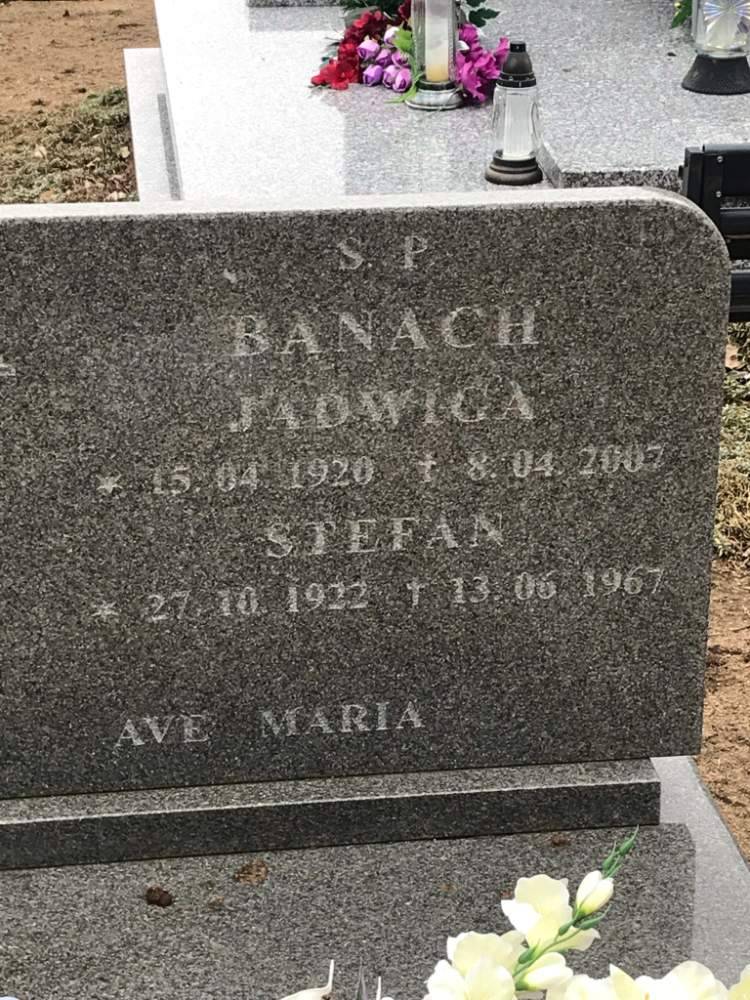 S. P.
BANACH
JADWIGA
* 15. 04 1920 † 8. 04. 2007
STEFAN
* 27. 10. 1922 † 13. 06 1967
AVE MARIA